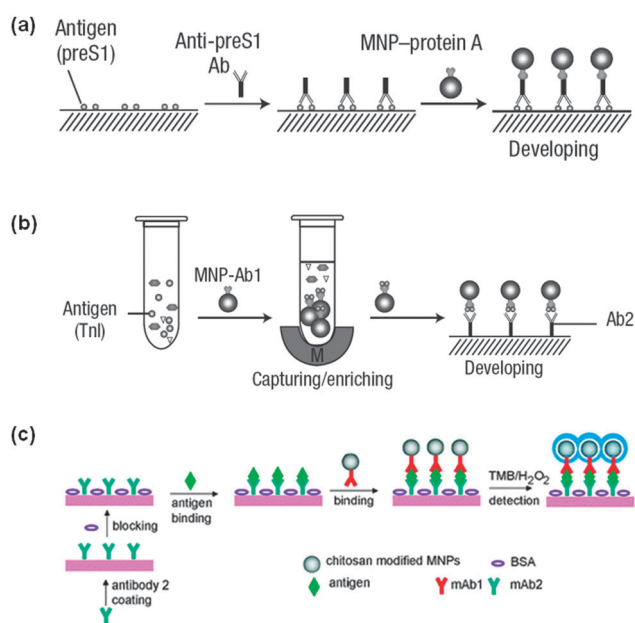 (a)
Antigen
(preS1)
Anti-preS1
Ab
MNP–protein A
Developing
(b)
Antigen
(TnI)
MNP-Ab1
M
Capturing/enriching
Developing
Ab2
(c)
blocking
antibody 2
coating
antigen
binding
binding
TMB/H₂O₂
detection
chitosan modified MNPs
BSA
antigen
mAb1
mAb2